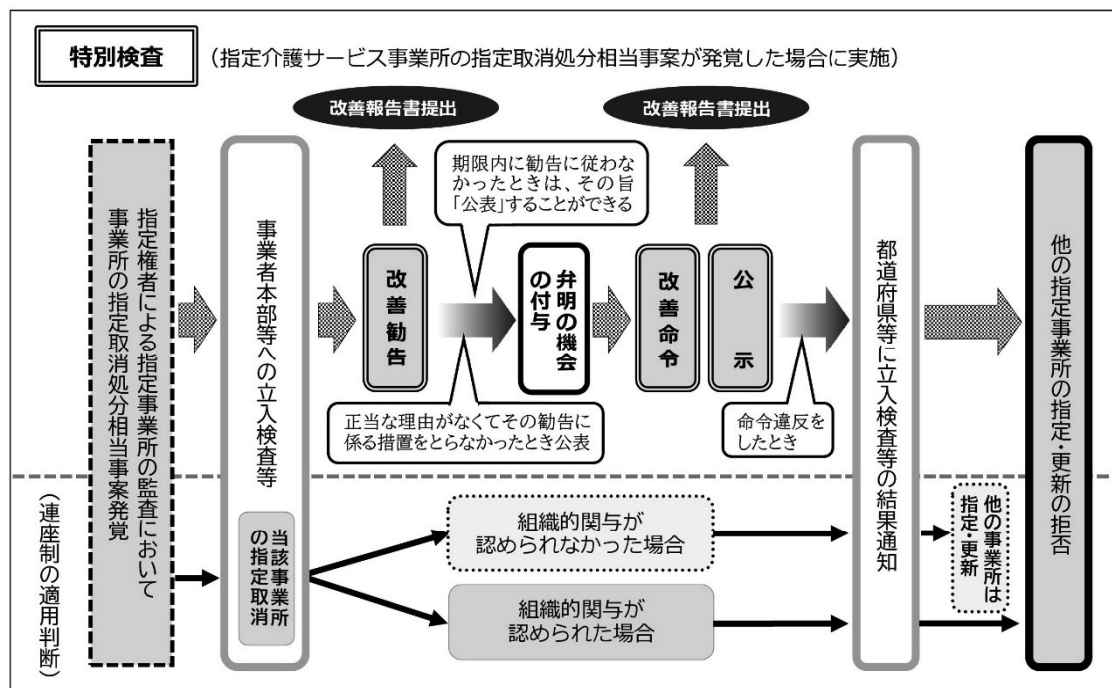 特別検査
（指定介護サービス事業所の指定取消処分相当事案が発覚した場合に実施）
改善報告書提出
改善報告書提出
指定権者による指定事業所の監査において
事業所の指定取消処分相当事案発覚
事業者本部等への立入検査等
改善勧告
期限内に勧告に従わな
かったときは、その旨
「公表」することができる
正当な理由がなくてその勧告に
係る措置をとらなかったとき公表
弁明の機会
の付与
改善命令
公示
命令違反を
したとき
都道府県等に立入検査等の結果通知
他の指定事業所の指定・更新の拒否
（連座制の適用判断）
当該事業所
の指定取消
組織的関与が
認められなかった場合
組織的関与が
認められた場合
他の事業所は
指定・更新